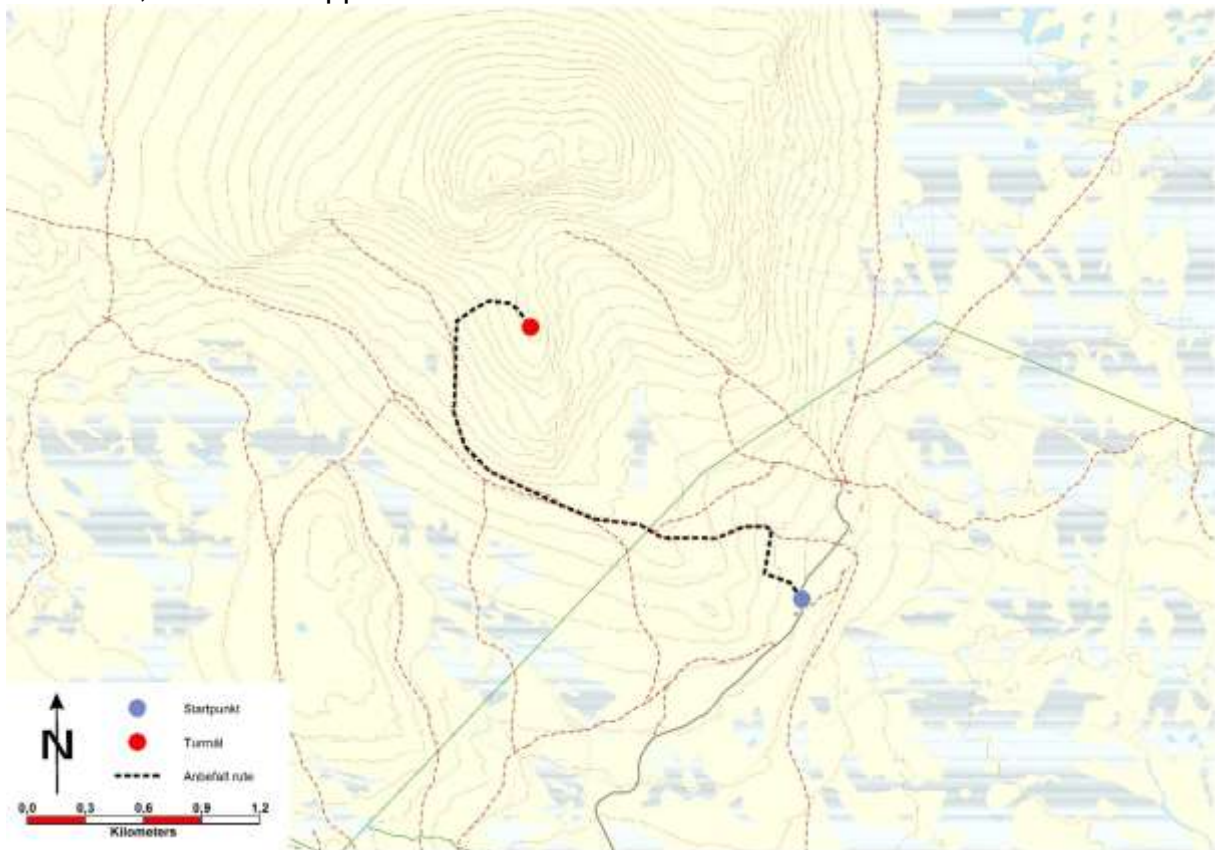 N
Startpunkt
Turmål
Anbefalt rute
0,0 0,3 0,6 0,9 1,2
Kilometers